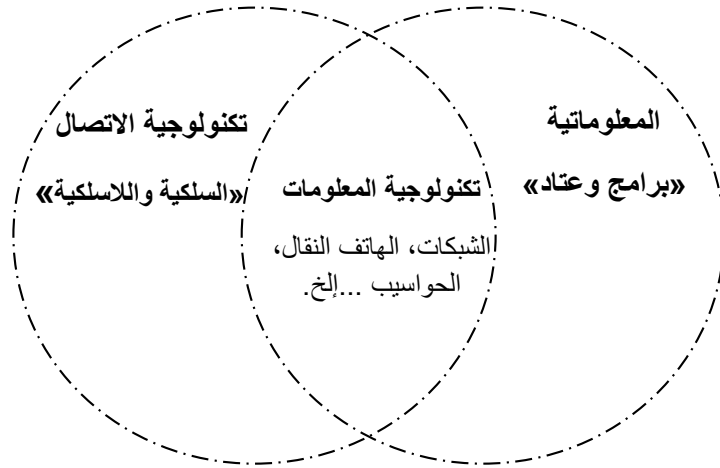 المعلوماتية
«برامج وعتاد»
تكنولوجية المعلومات
الشبكات، الهاتف النقال،
الحواسيب ...إلخ.
تكنولوجية الاتصال
«السلكية واللاسلكية»